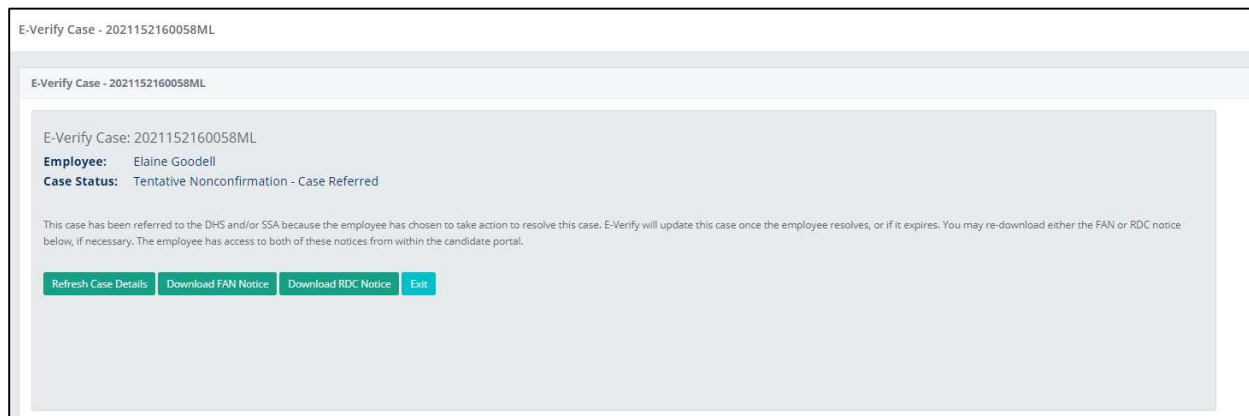 E-Verify Case - 2021152160058ML
E-Verify Case - 2021152160058ML
E-Verify Case: 2021152160058ML
Employee: Elaine Goodell
Case Status: Tentative Nonconfirmation - Case Referred
This case has been referred to the DHS and/or SSA because the employee has chosen to take action to resolve this case. E-Verify will update this case once the employee resolves, or if it expires. You may re-download either the FAN or RDC notice
below, if necessary. The employee has access to both of these notices from within the candidate portal.
Refresh Case Details Download FAN Notice Download RDC Notice Exit